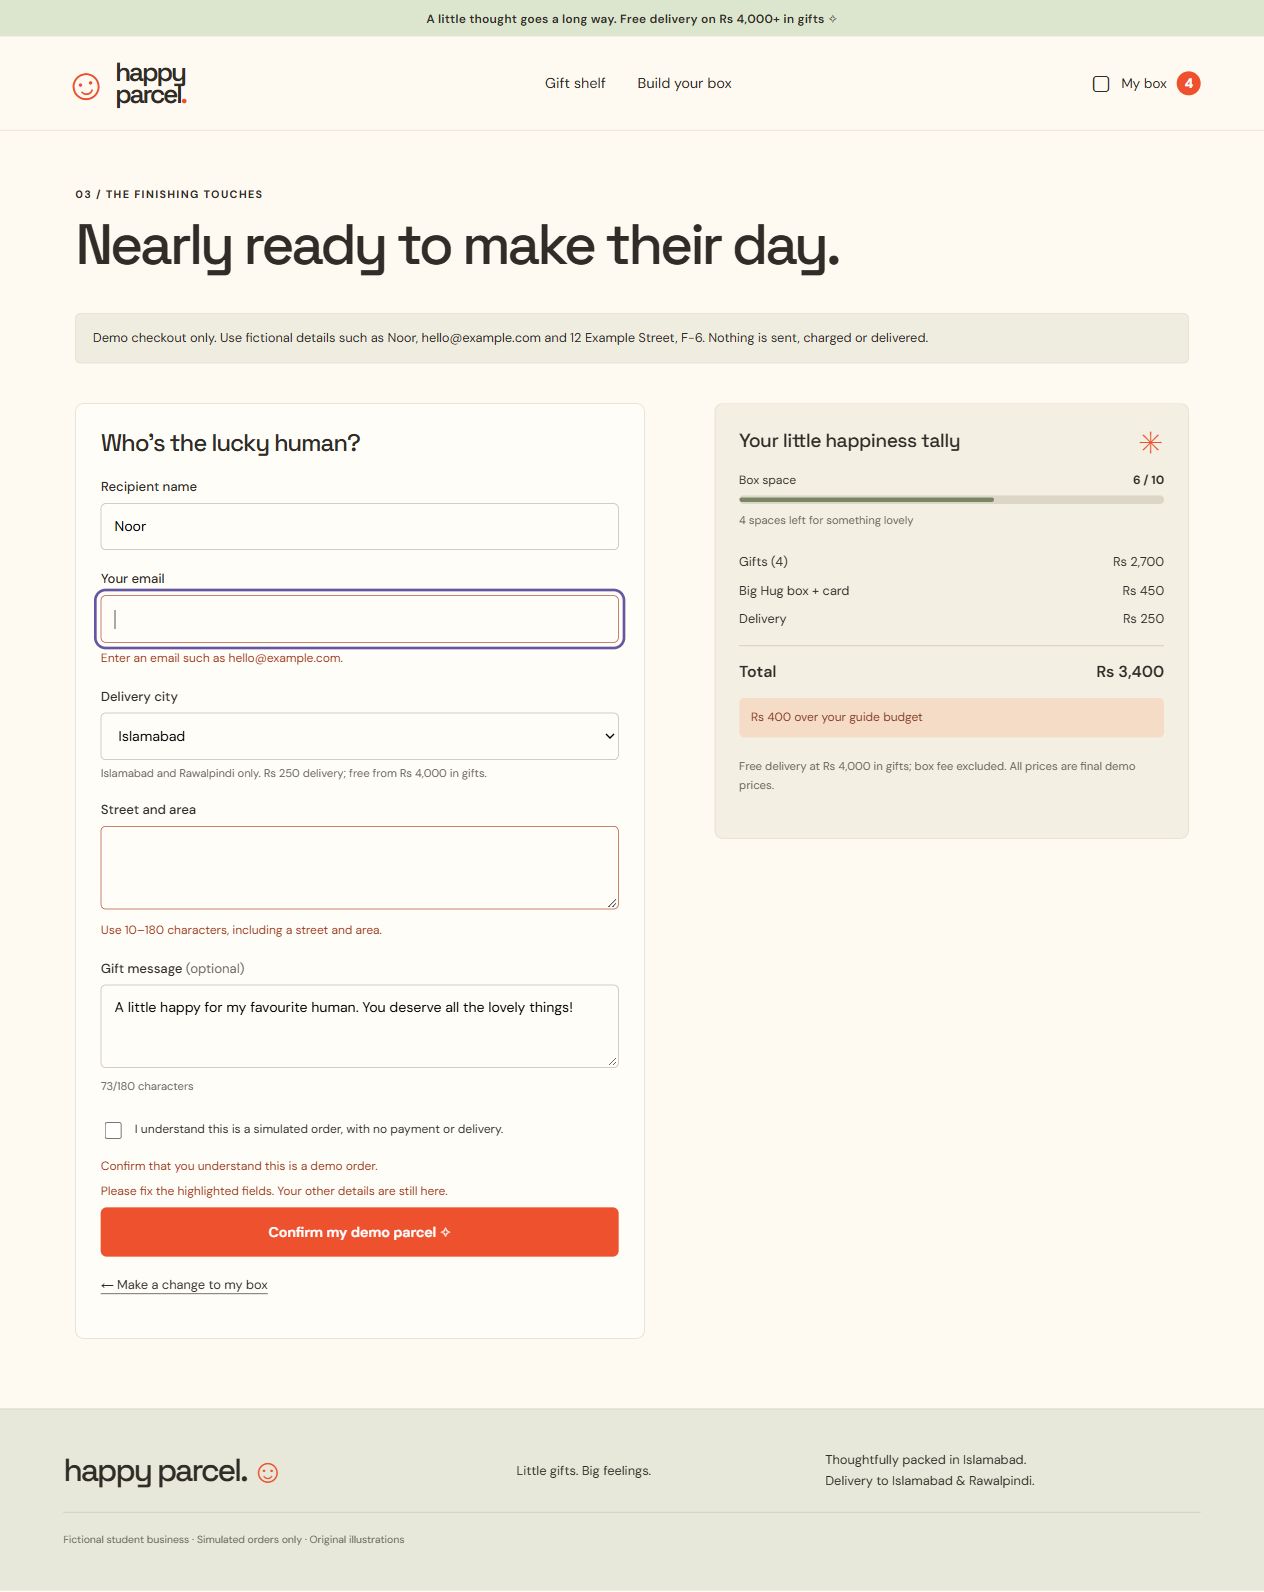 A little thought goes a long way. Free delivery on Rs 4,000+ in gifts ✧
happy
parcel.
Gift shelf
Build your box
My box
4
03 / THE FINISHING TOUCHES
Nearly ready to make their day.
Demo checkout only. Use fictional details such as Noor, hello@example.com and 12 Example Street, F-6. Nothing is sent, charged or delivered.
Who’s the lucky human?
Recipient name
Noor
Your email
Enter an email such as hello@example.com.
Delivery city
Islamabad
Islamabad and Rawalpindi only. Rs 250 delivery; free from Rs 4,000 in gifts.
Street and area
Use 10–180 characters, including a street and area.
Gift message (optional)
A little happy for my favourite human. You deserve all the lovely things!
73/180 characters
I understand this is a simulated order, with no payment or delivery.
Confirm that you understand this is a demo order.
Please fix the highlighted fields. Your other details are still here.
Confirm my demo parcel ✧
← Make a change to my box
Your little happiness tally
Box space 6 / 10
4 spaces left for something lovely
Gifts (4) Rs 2,700
Big Hug box + card Rs 450
Delivery Rs 250
Total Rs 3,400
Rs 400 over your guide budget
Free delivery at Rs 4,000 in gifts; box fee excluded. All prices are final demo
prices.
happy parcel.
Little gifts. Big feelings.
Thoughtfully packed in Islamabad.
Delivery to Islamabad & Rawalpindi.
Fictional student business · Simulated orders only · Original illustrations